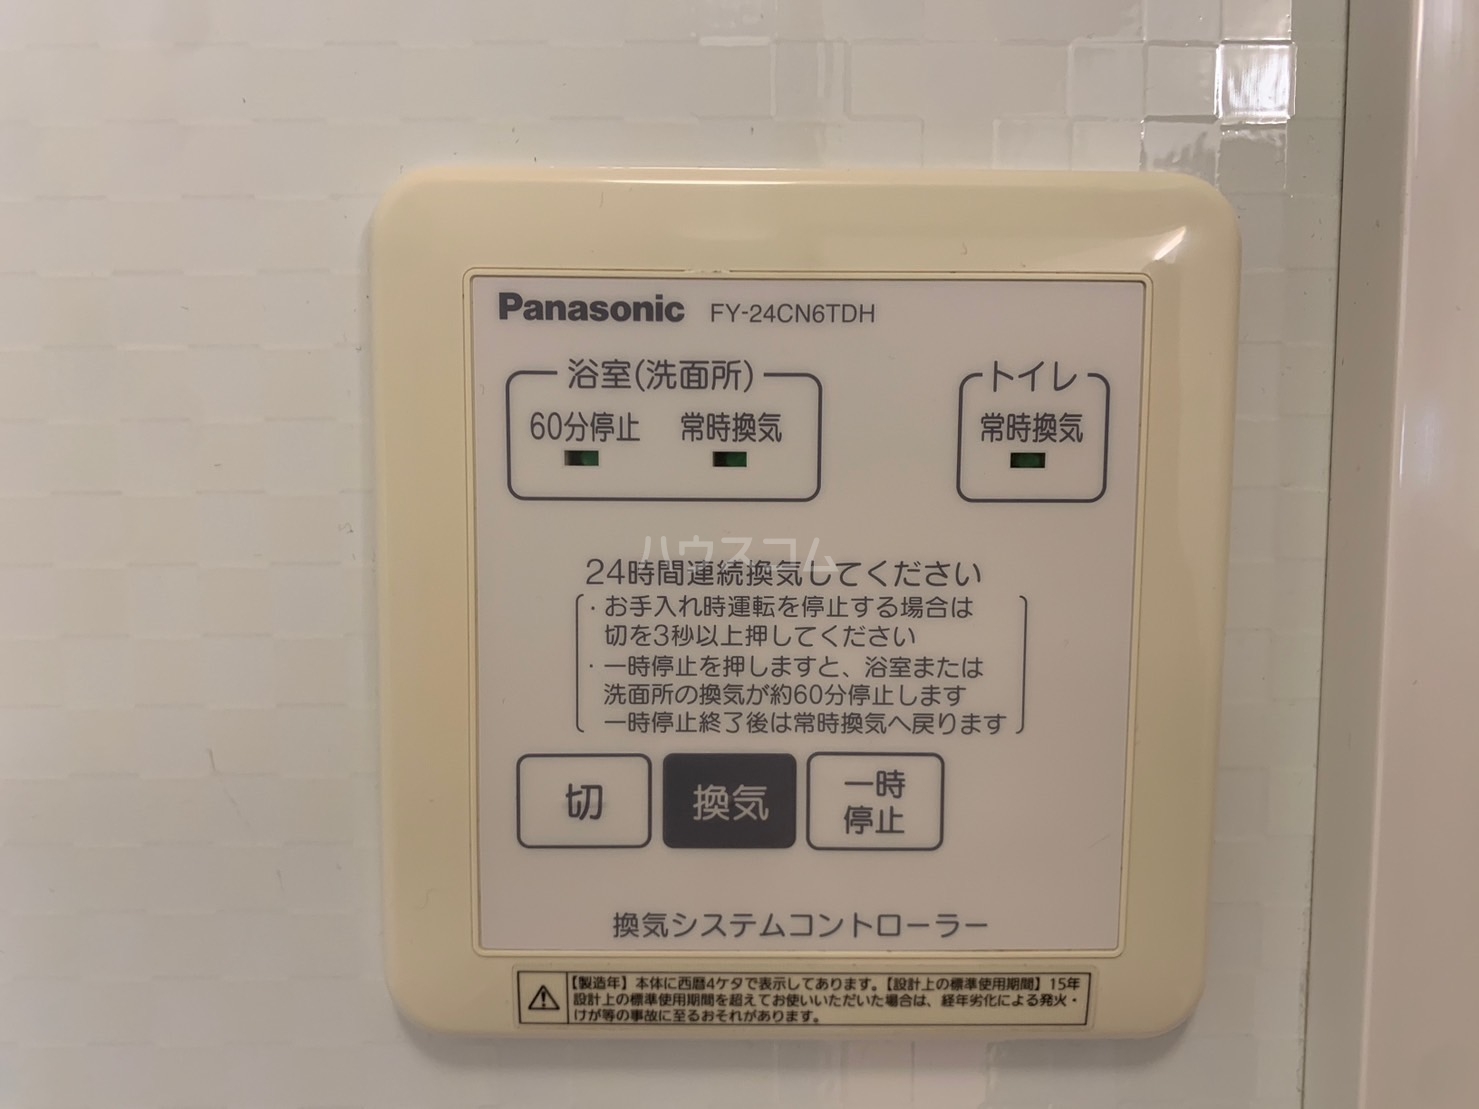 Panasonic FY-24CN6TDH
浴室(洗面所) トイレ
60分停止 常時換気 常時換気
ハウスコム
24時間連続換気してください
・お手入れ時運転を停止する場合は
切を3秒以上押してください
・一時停止を押しますと、浴室または
洗面所の換気が約60分停止します
一時停止終了後は常時換気へ戻ります
切 換気 一時
停止
換気システムコントローラー
【製造年】本体に西暦4ケタで表示してあります。【設計上の標準使用期間】15年
設計上の標準使用期間を超えてお使いいただいた場合は、経年劣化による発火・
けが等の事故に至るおそれがあります。